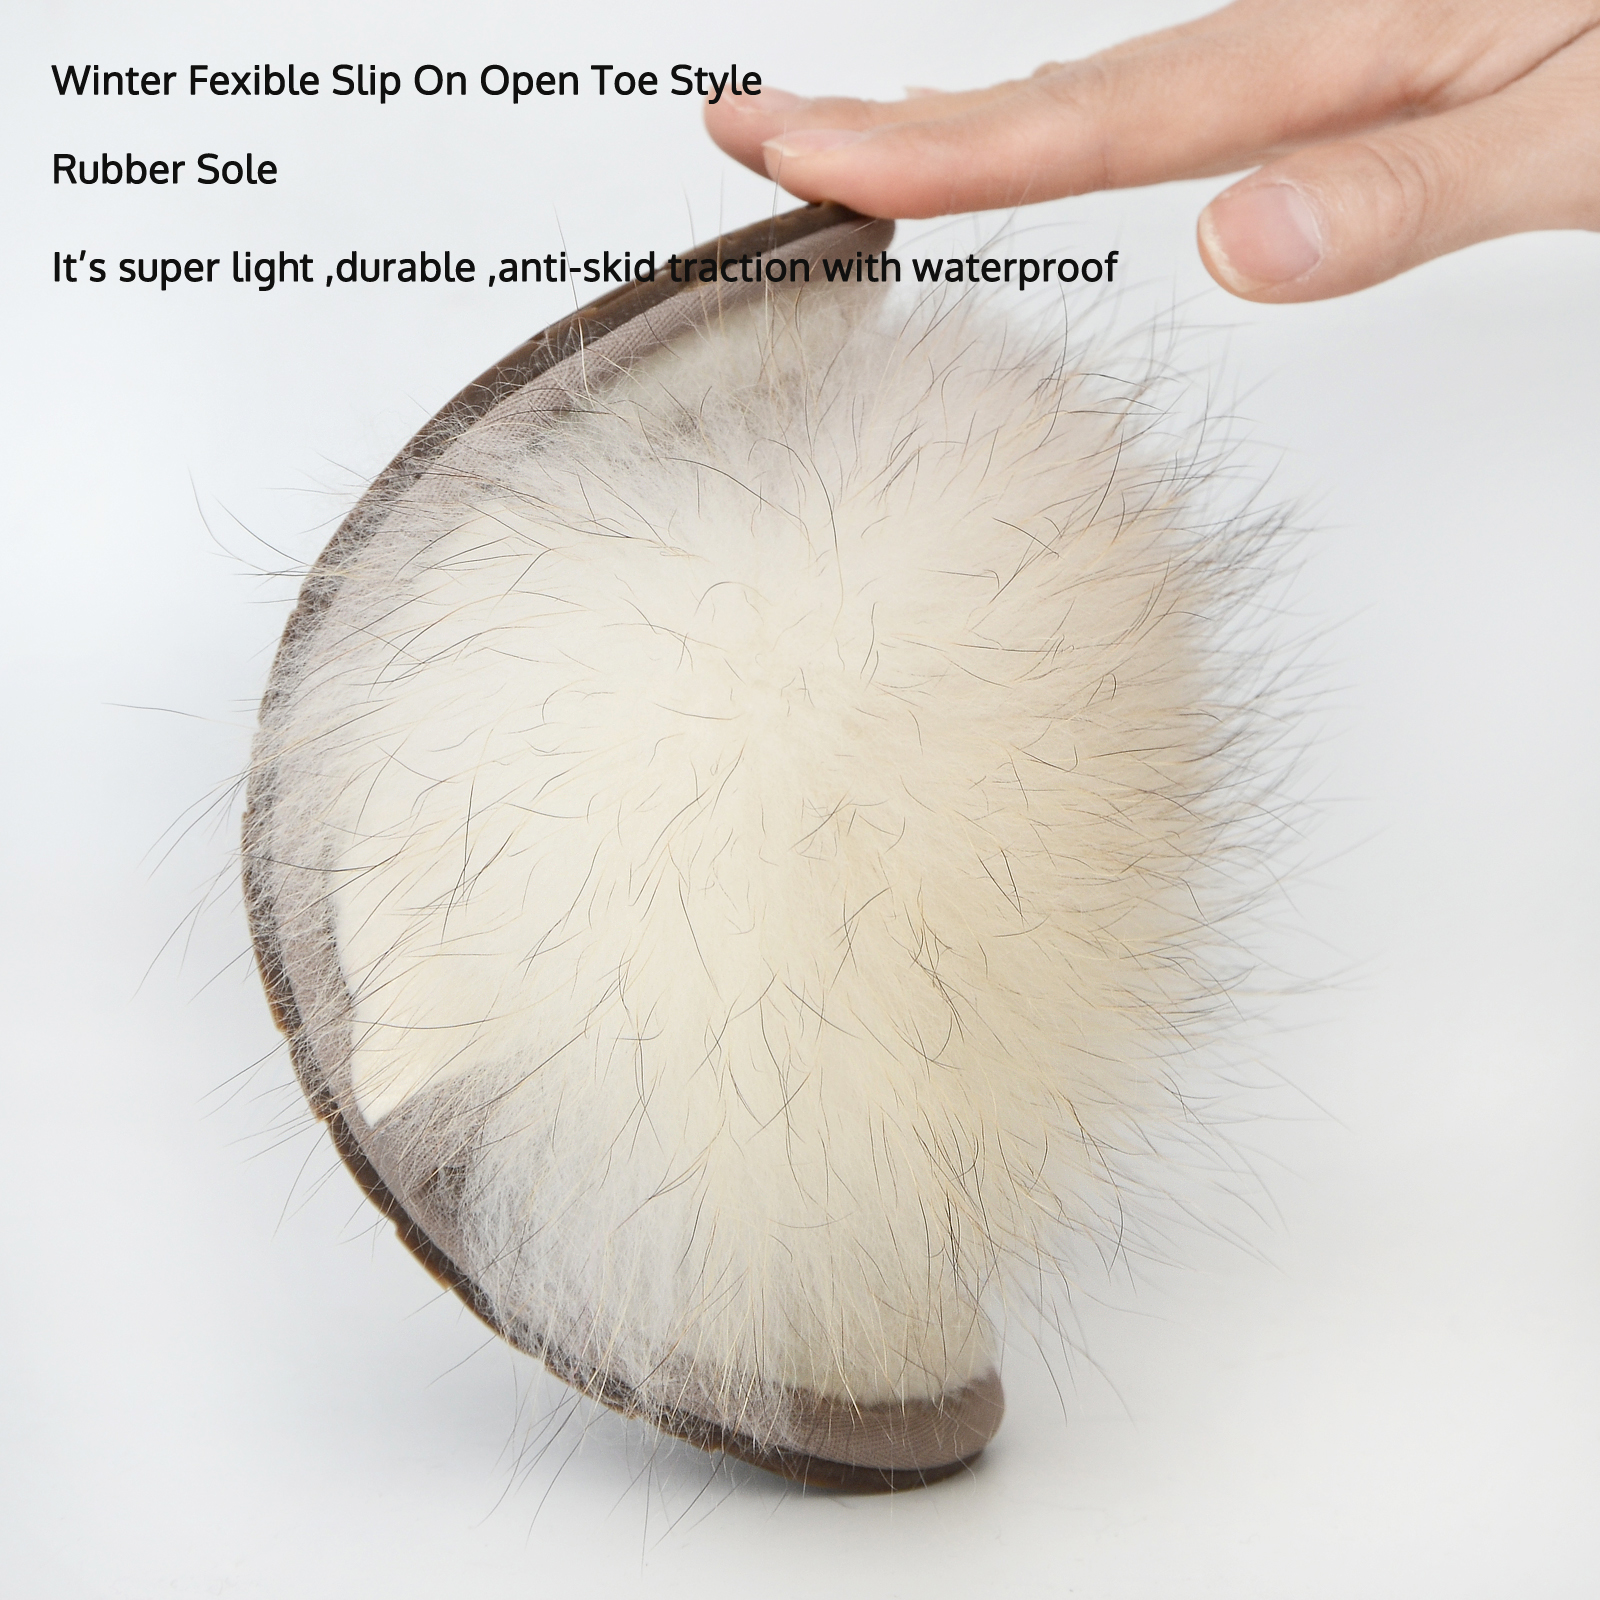 Winter Fexible Slip On Open Toe Style
Rubber Sole
It’s super light ,durable ,anti-skid traction with waterproof